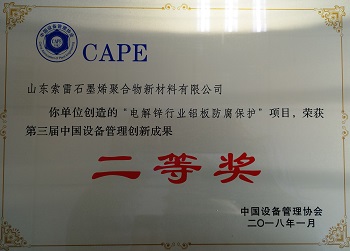 CAPE
山东索雷石墨烯聚合物新材料有限公司
你单位创造的“电解锌行业铝板防腐保护”项目，荣获
第三届中国设备管理创新成果
二等奖
中国设备管理协会
二〇一八年一月